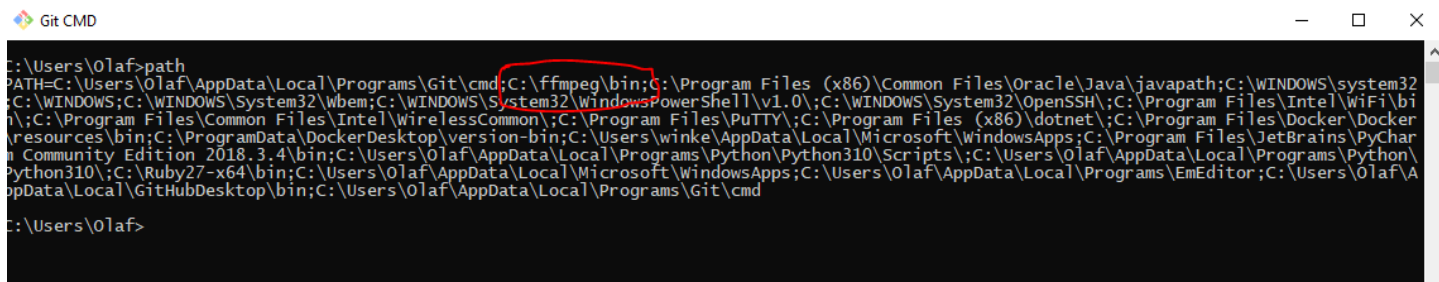 Git CMD
C:\Users\Olaf>path
PATH=C:\Users\Olaf\AppData\Local\Programs\Git\cmd;C:\ffmpeg\bin;C:\Program Files (x86)\Common Files\Oracle\Java\javapath;C:\WINDOWS\system32
;C:\WINDOWS;C:\WINDOWS\System32\Wbem;C:\WINDOWS\System32\WindowsPowerShell\v1.0\;C:\WINDOWS\System32\OpenSSH\;C:\Program Files\Intel\WiFi\bi
n\;C:\Program Files\Common Files\Intel\WirelessCommon\;C:\Program Files\PuTTY\;C:\Program Files (x86)\dotnet\;C:\Program Files\Docker\Docker
\resources\bin;C:\ProgramData\DockerDesktop\version-bin;C:\Users\winke\AppData\Local\Microsoft\WindowsApps;C:\Program Files\JetBrains\PyChar
m Community Edition 2018.3.4\bin;C:\Users\Olaf\AppData\Local\Programs\Python\Python310\Scripts\;C:\Users\Olaf\AppData\Local\Programs\Python\
Python310\;C:\Ruby27-x64\bin;C:\Users\Olaf\AppData\Local\Microsoft\WindowsApps;C:\Users\Olaf\AppData\Local\Programs\EmEditor;C:\Users\Olaf\A
ppData\Local\GitHubDesktop\bin;C:\Users\Olaf\AppData\Local\Programs\Git\cmd
C:\Users\Olaf>